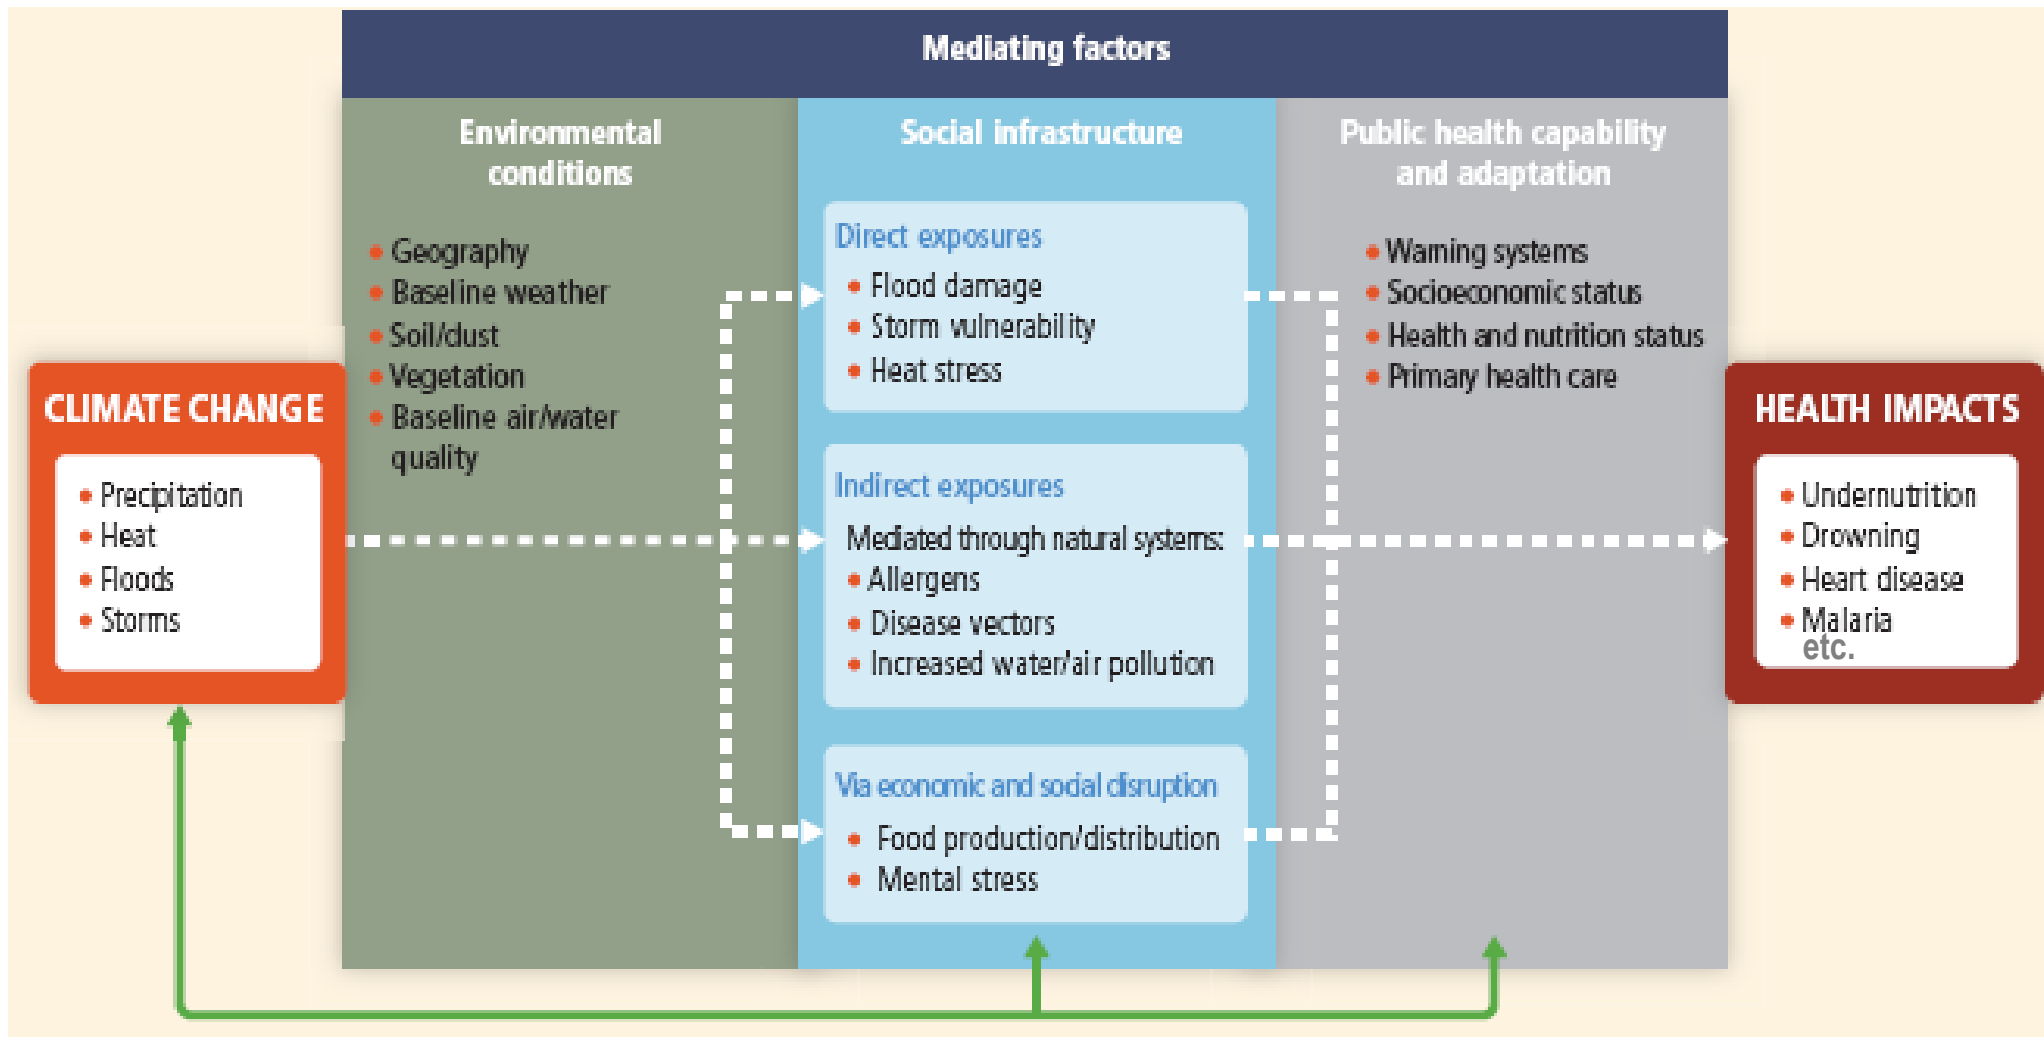 Mediating factors
Environmental
conditions
Geography
Baseline weather
Soil/dust
Vegetation
Baseline air/water
quality
Social infrastructure
Direct exposures
Flood damage
Storm vulnerability
Heat stress
Indirect exposures
Mediated through natural systems:
Allergens
Disease vectors
Increased water/air pollution
Via economic and social disruption
Food production/distribution
Mental stress
Public health capability
and adaptation
Warning systems
Socioeconomic status
Health and nutrition status
Primary health care
CLIMATE CHANGE
Precipitation
Heat
Floods
Storms
HEALTH IMPACTS
Undernutrition
Drowning
Heart disease
Malaria
etc.